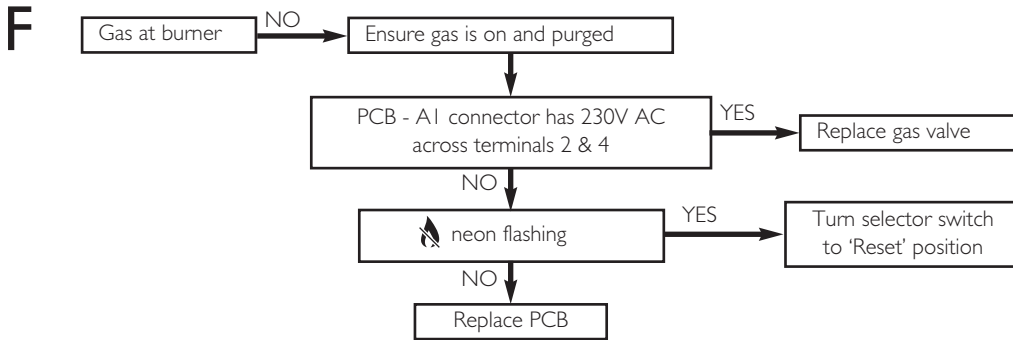 F
Gas at burner
NO
Ensure gas is on and purged
PCB - A1 connector has 230V AC
across terminals 2 & 4
YES
Replace gas valve
NO
neon flashing
YES
Turn selector switch
to ‘Reset’ position
NO
Replace PCB